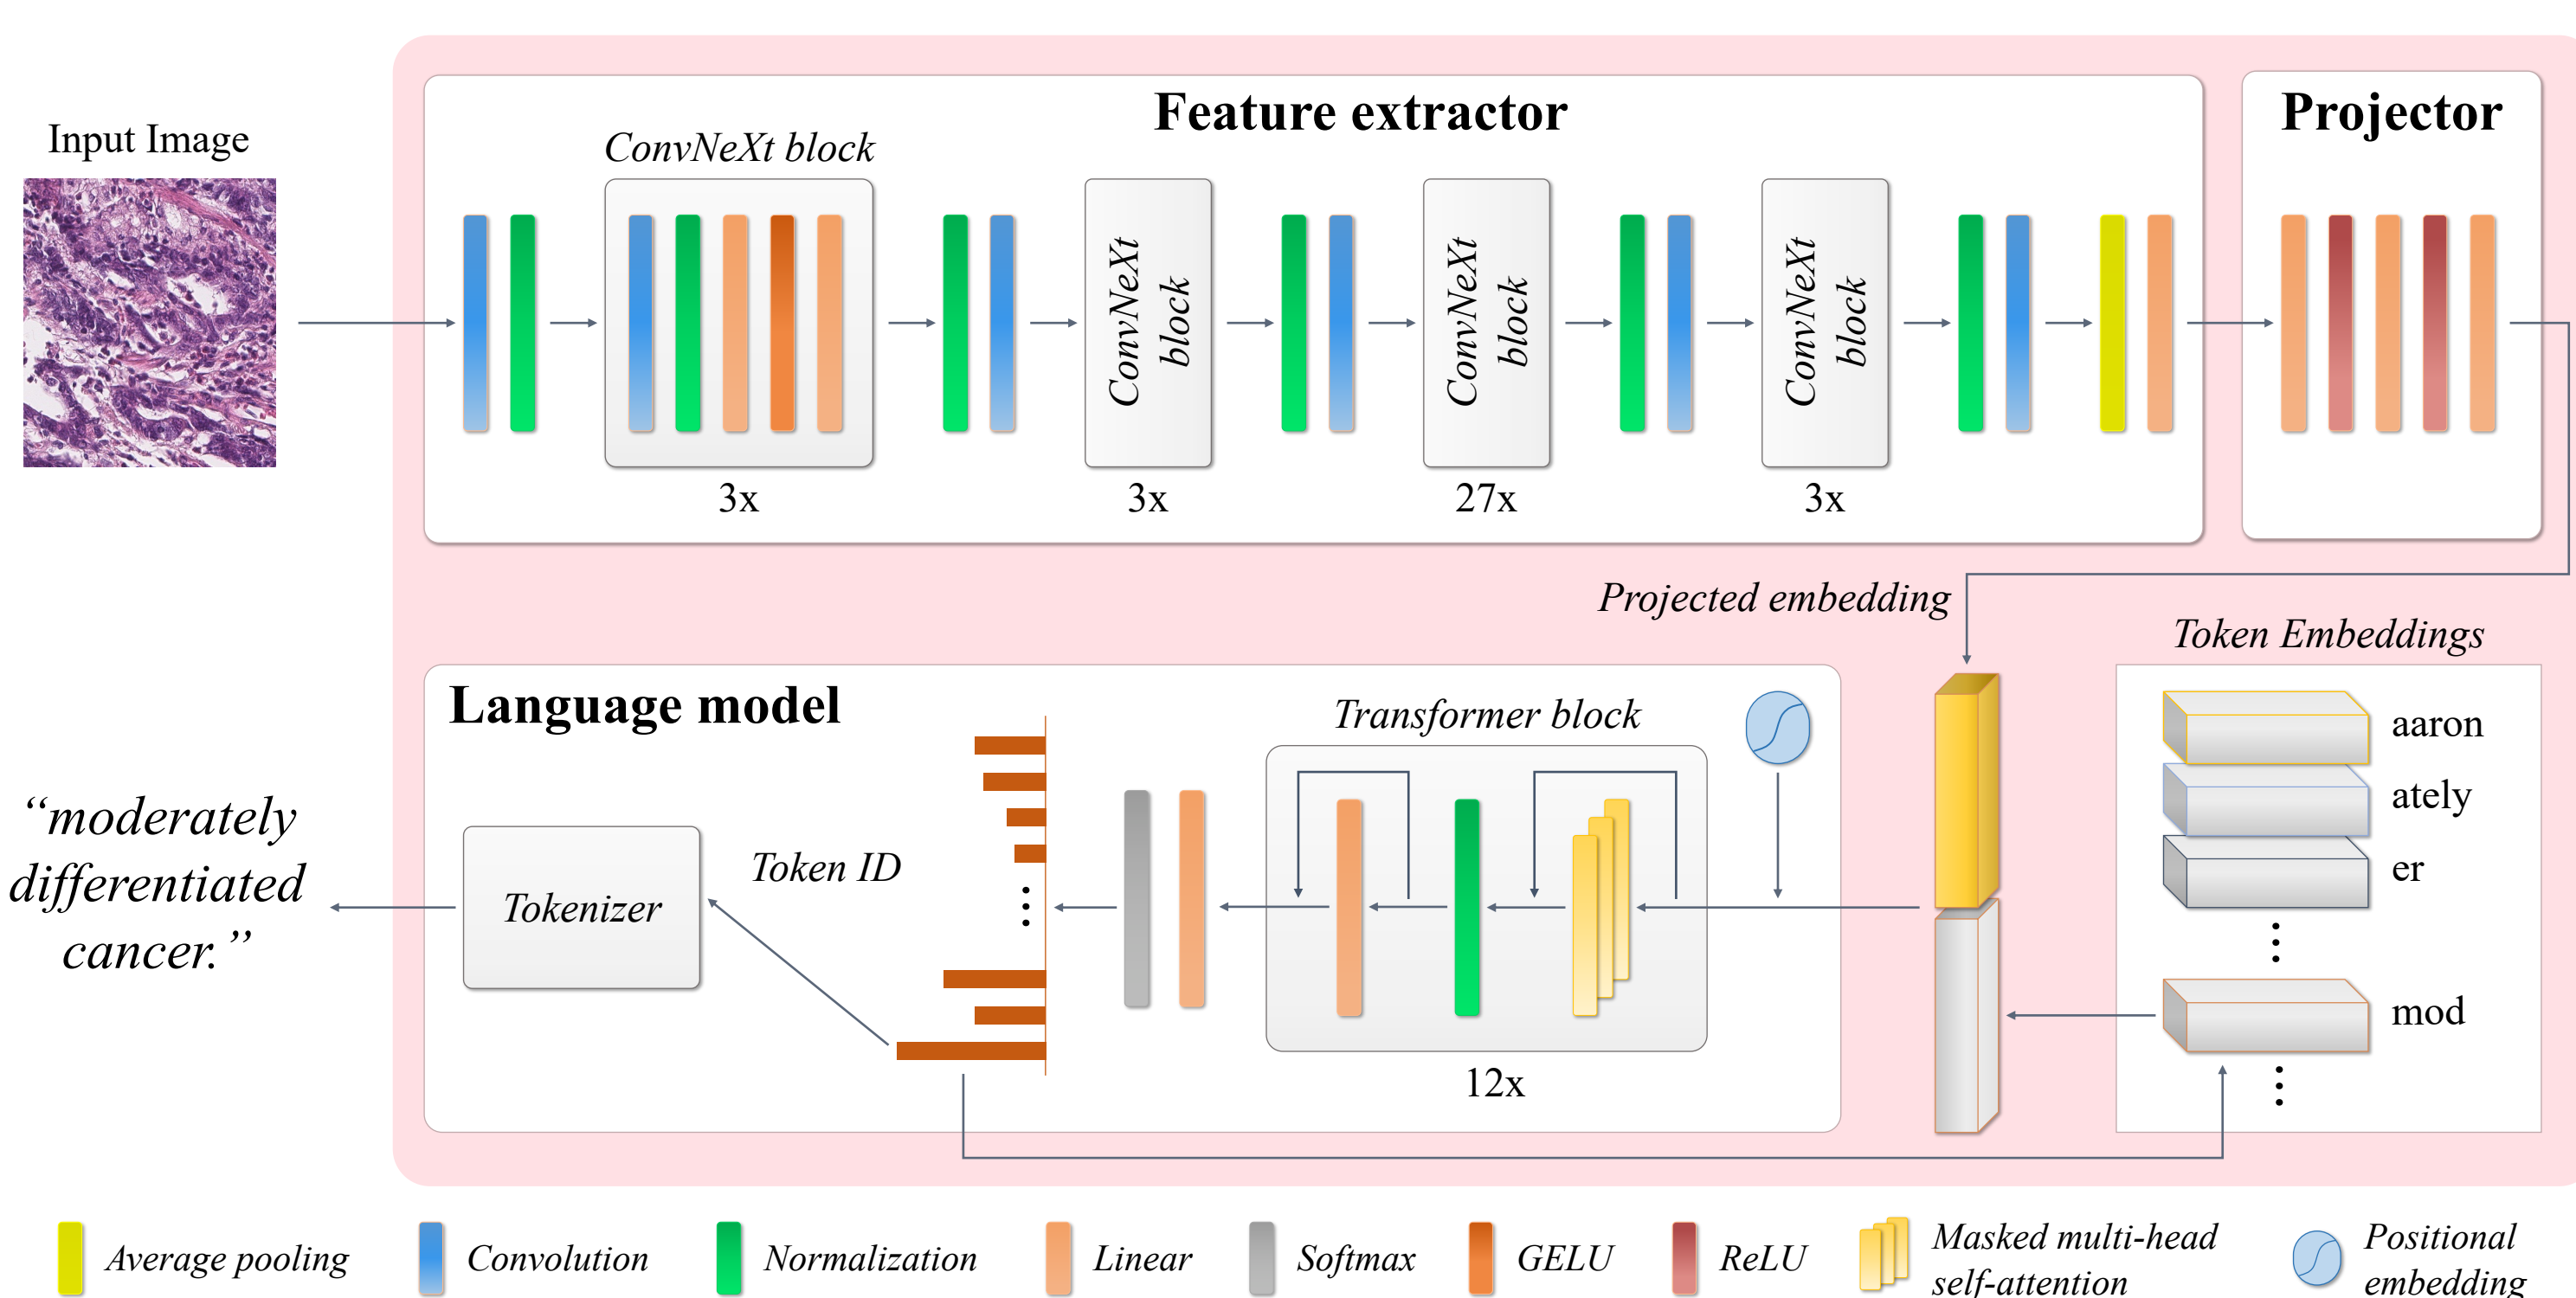 Feature extractor
Projector
Input Image
ConvNeXt block
ConvNeXt
block
ConvNeXt
block
ConvNeXt
block
3x
3x
27x
3x
Projected embedding
Token Embeddings
Language model
Transformer block
aaron
ately
er
mod
“moderately
differentiated
cancer.”
Tokenizer
Token ID
12x
Average pooling
Convolution
Normalization
Linear
Softmax
GELU
ReLU
Masked multi-head
self-attention
Positional
embedding